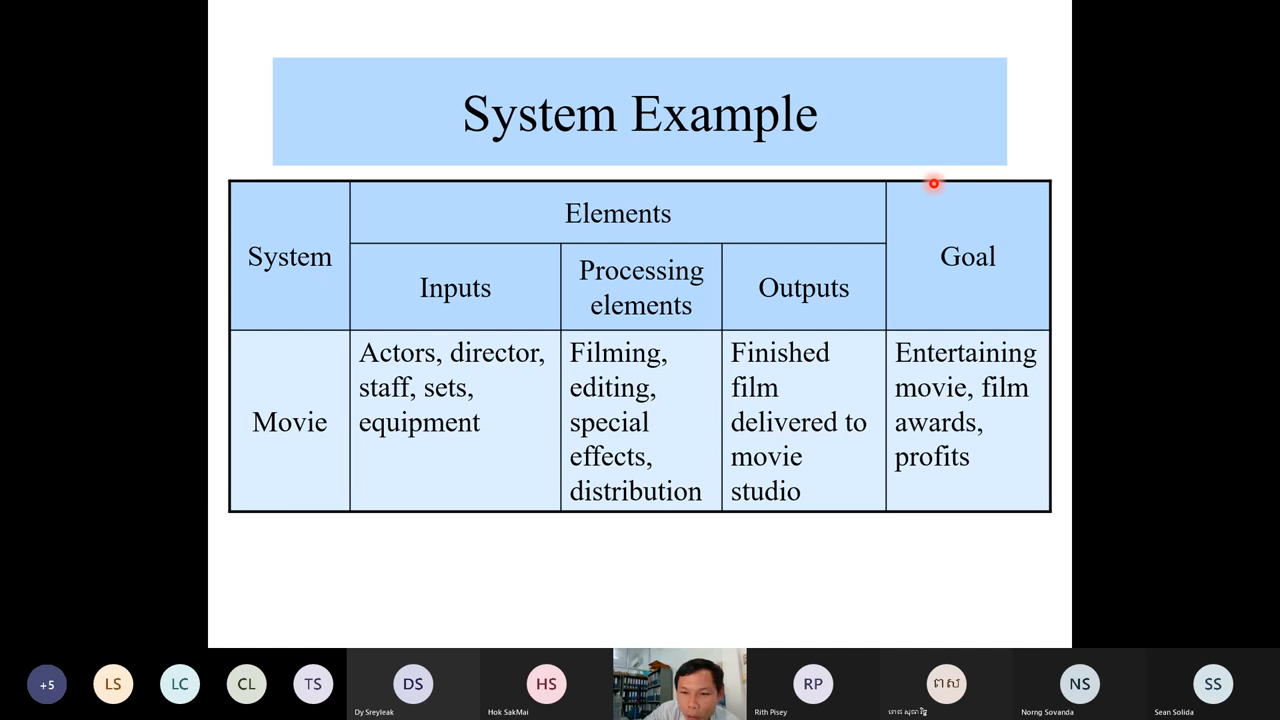 System Example
System
Elements
Goal
Inputs
Processing
elements
Outputs
Movie
Actors, director,
staff, sets,
equipment
Filming,
editing,
special
effects,
distribution
Finished
film
delivered to
movie
studio
Entertaining
movie, film
awards,
profits
+5
LS
LC
CL
TS
DS
HS
RP
ពស
NS
SS
Dy Sreyleak
Hok SakMai
Rith Pisey
Norng Sovanda
Sean Solida